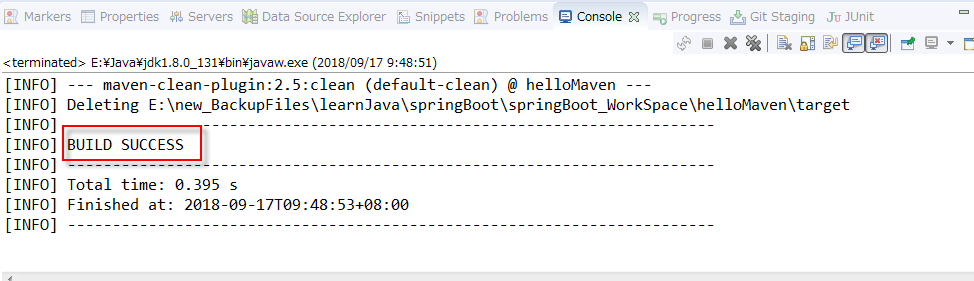 Markers Properties Servers Data Source Explorer Snippets Problems Console Progress Git Staging JUnit
<terminated> E:¥Java¥jdk1.8.0_131¥bin¥javaw.exe (2018/09/17 9:48:51)
[INFO] --- maven-clean-plugin:2.5:clean (default-clean) @ helloMaven ---
[INFO] Deleting E:\new_BackupFiles\learnJava\springBoot\springBoot_WorkSpace\helloMaven\target
[INFO] ------------------------------------------------------------------------
[INFO] BUILD SUCCESS
[INFO] ------------------------------------------------------------------------
[INFO] Total time: 0.395 s
[INFO] Finished at: 2018-09-17T09:48:53+08:00
[INFO] ------------------------------------------------------------------------